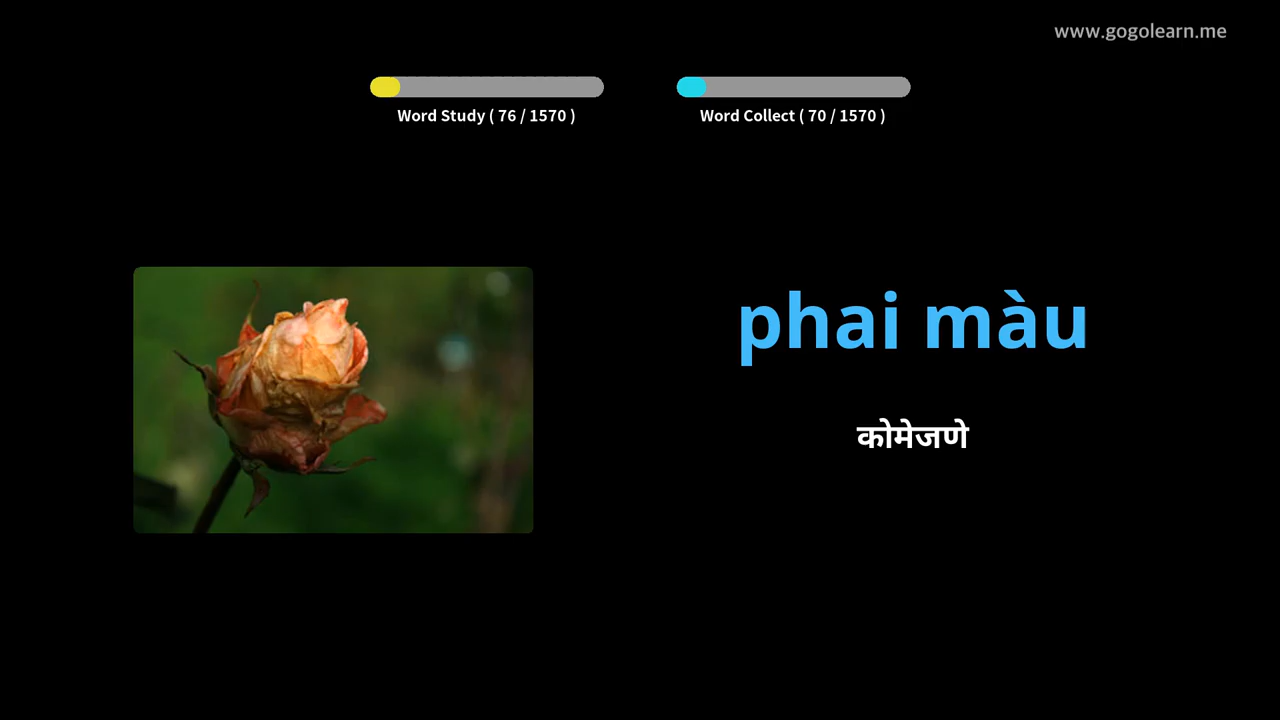 www.gogolearn.me
Word Study ( 76 / 1570 )
Word Collect ( 70 / 1570 )
phai màu
कोमेजणे